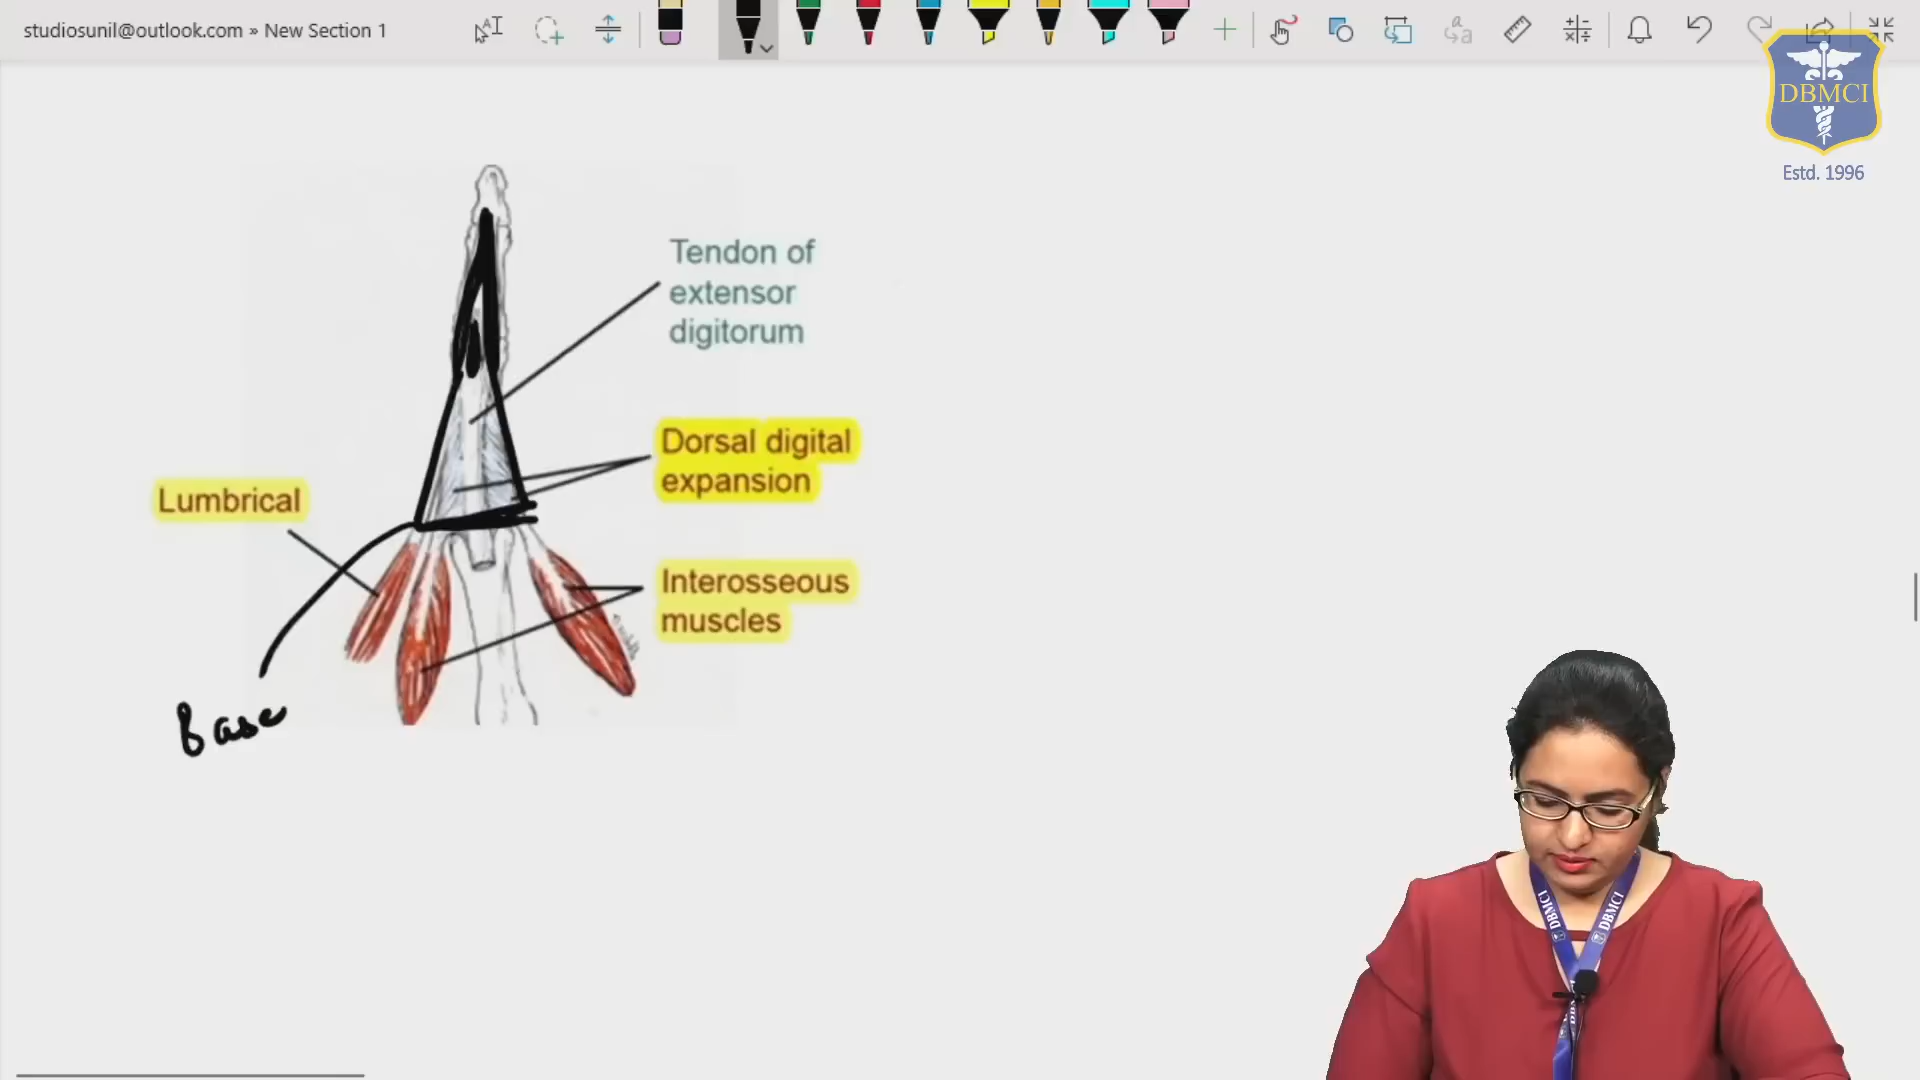 studiosunil@outlook.com » New Section 1
DBMCI
Estd. 1996
Tendon of
extensor
digitorum
Dorsal digital
expansion
Lumbrical
Interosseous
muscles
Base
DBMCI
DBMCI